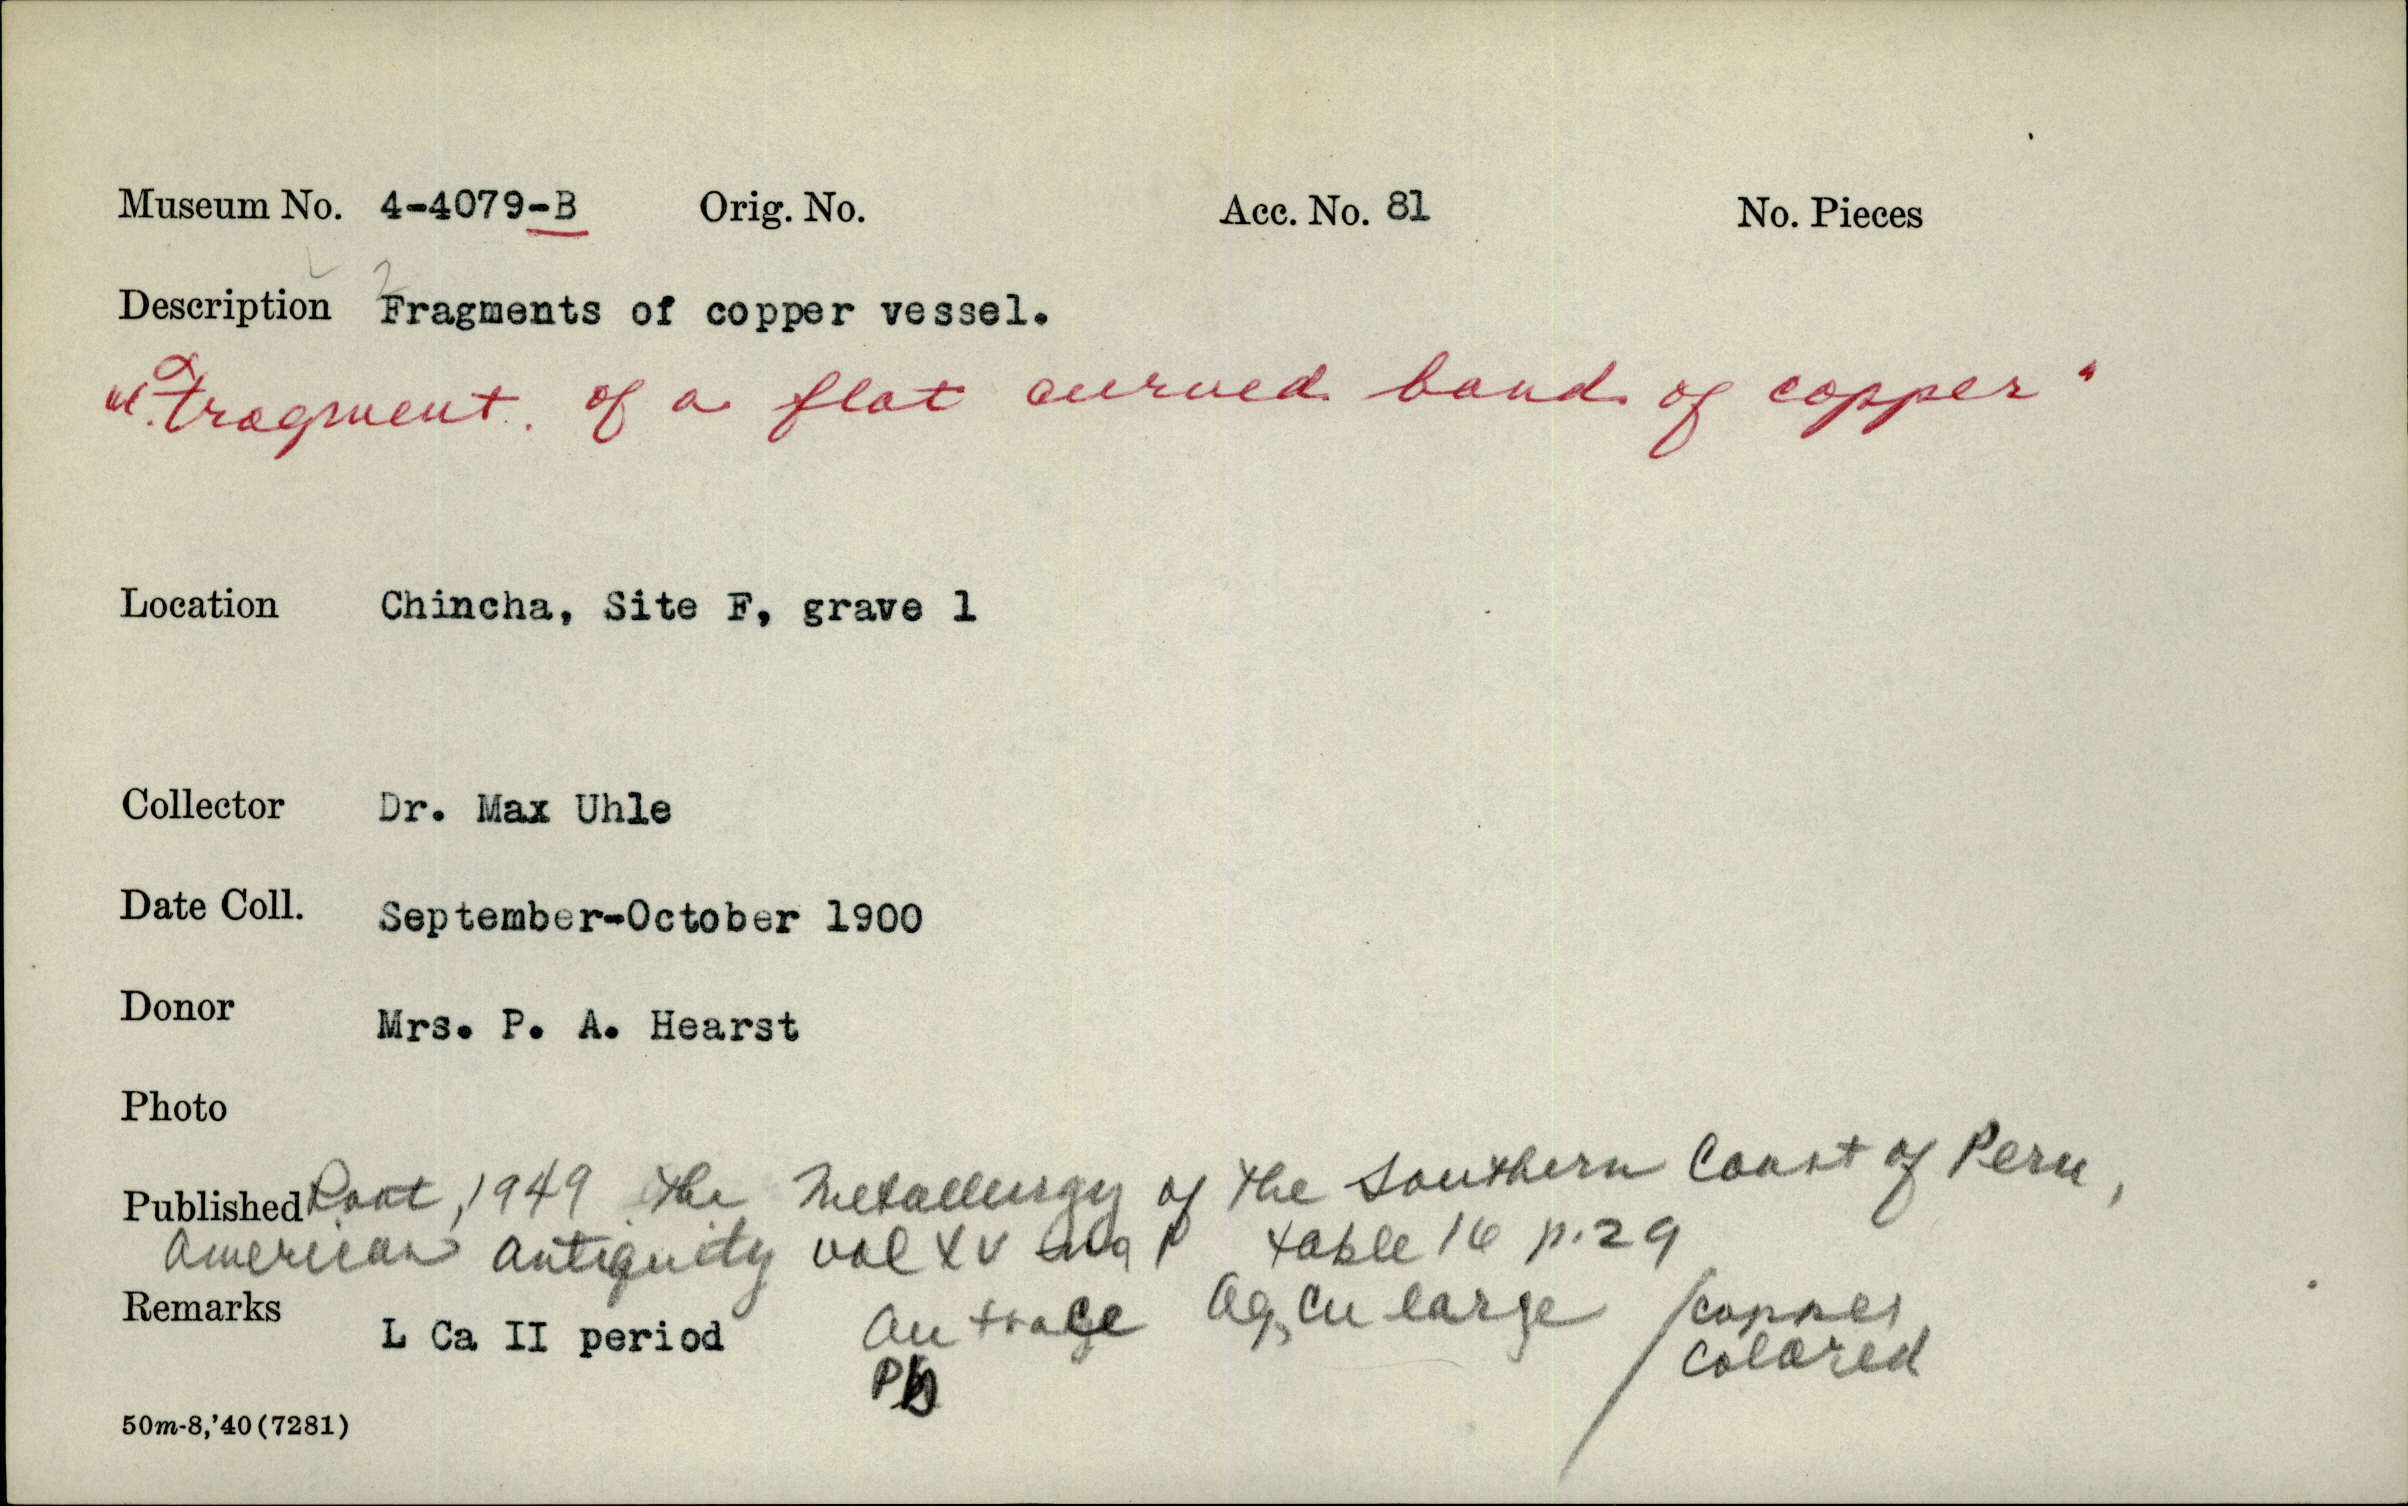 Museum No. 4-4079-B Orig. No. Acc. No. 81 No. Pieces
2
Description Fragments of copper vessel.
"Fragment. of a flat curved band of copper"
Location Chincha, Site F, grave 1
Collector Dr. Max Uhle
Date Coll. September-October 1900
Donor Mrs. P. A. Hearst
Photo
Published Root, 1949 the Metallurgy of the Southern Coast of Peru,
American Antiquity vol XV table 16 p. 29
Remarks L Ca II period Au trace Ag, Cu large / copper
colored
Pb
50m-8,'40(7281)